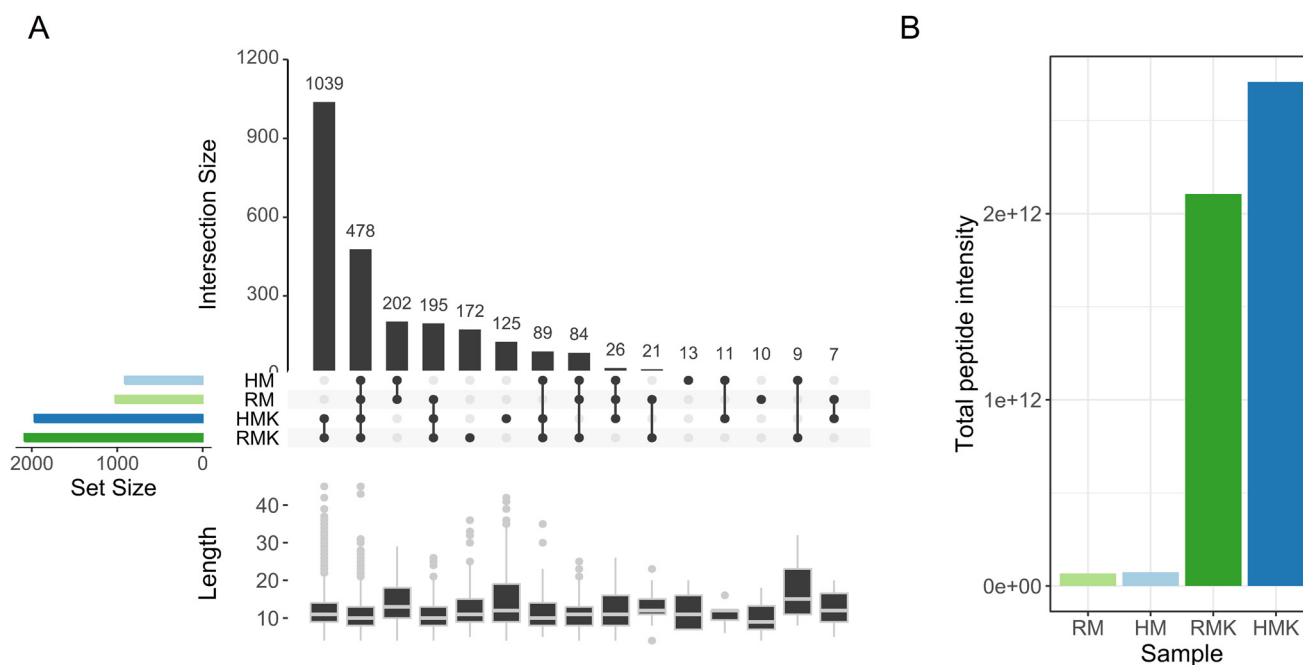 A
B
1200
900
600
300
0
Intersection Size
1039
478
202
195
172
125
89
84
26
21
13
11
10
9
7
HM
RM
HMK
RMK
2000 1000 0
Set Size
40
30
20
10
Length
2e+12
1e+12
0e+00
Total peptide intensity
RM HM RMK HMK
Sample